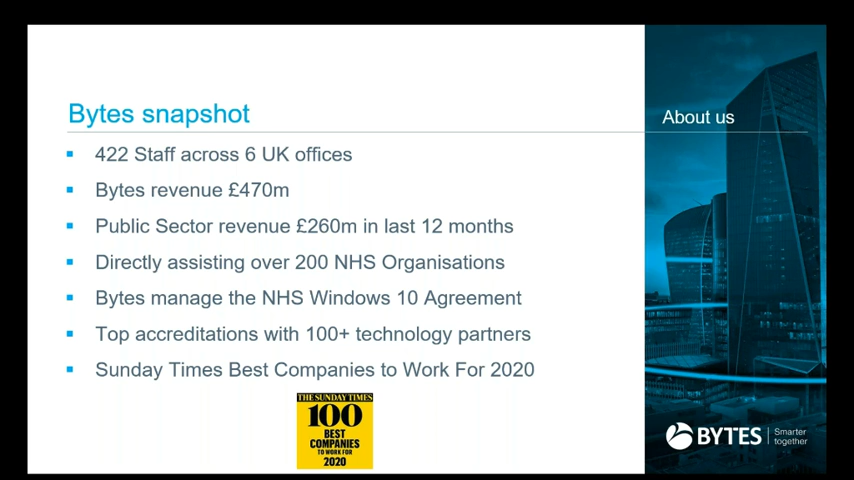 Bytes snapshot
About us
422 Staff across 6 UK offices
Bytes revenue £470m
Public Sector revenue £260m in last 12 months
Directly assisting over 200 NHS Organisations
Bytes manage the NHS Windows 10 Agreement
Top accreditations with 100+ technology partners
Sunday Times Best Companies to Work For 2020
THE SUNDAY TIMES
100
BEST
COMPANIES
TO WORK FOR
2020
BYTES
Smarter
together